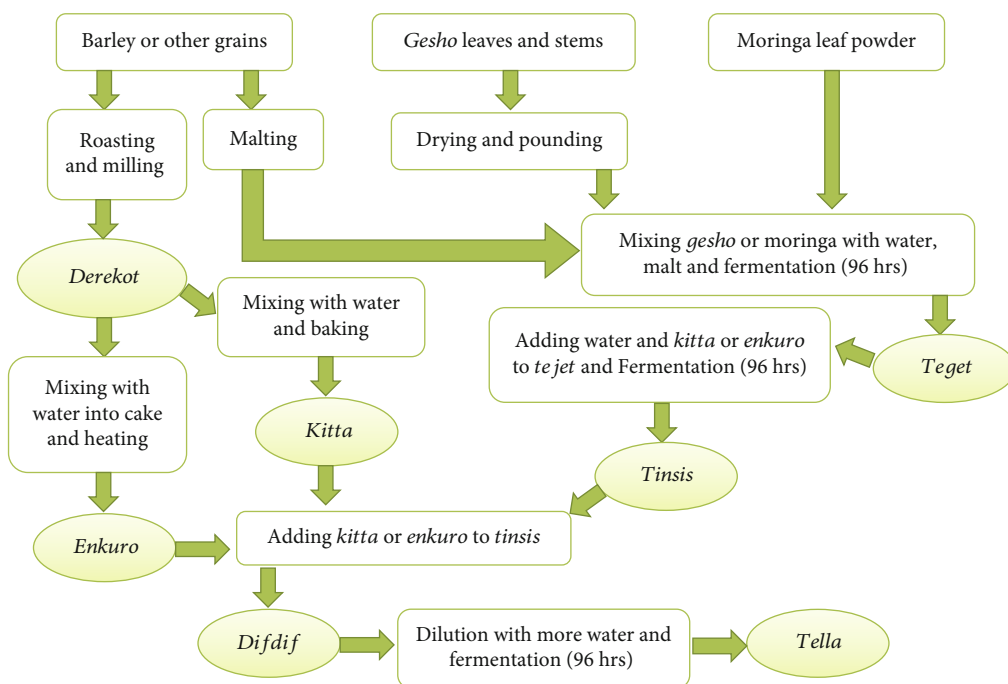 Barley or other grains
Gesho leaves and stems
Moringa leaf powder
Roasting
and milling
Malting
Drying and pounding
Mixing gesho or moringa with water,
malt and fermentation (96 hrs)
Derekot
Mixing with water
and baking
Adding water and kitta or enkuro
to te jet and Fermentation (96 hrs)
Teget
Mixing with
water into cake
and heating
Kitta
Tinsis
Enkuro
Adding kitta or enkuro to tinsis
Difdif
Dilution with more water and
fermentation (96 hrs)
Tella